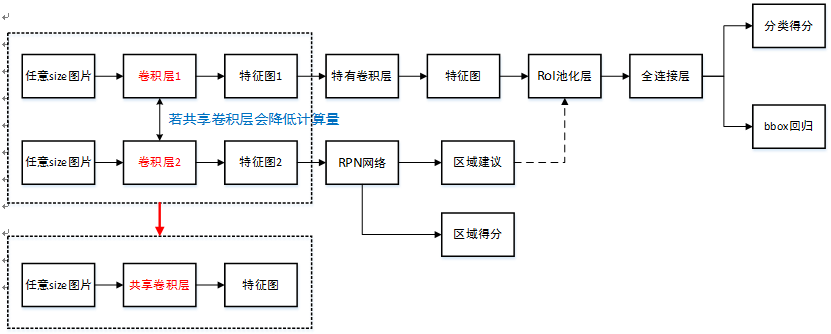 分类得分
任意size图片
卷积层1
特征图1
特有卷积层
特征图
RoI池化层
全连接层
若共享卷积层会降低计算量
bbox回归
任意size图片
卷积层2
特征图2
RPN网络
区域建议
区域得分
任意size图片
共享卷积层
特征图